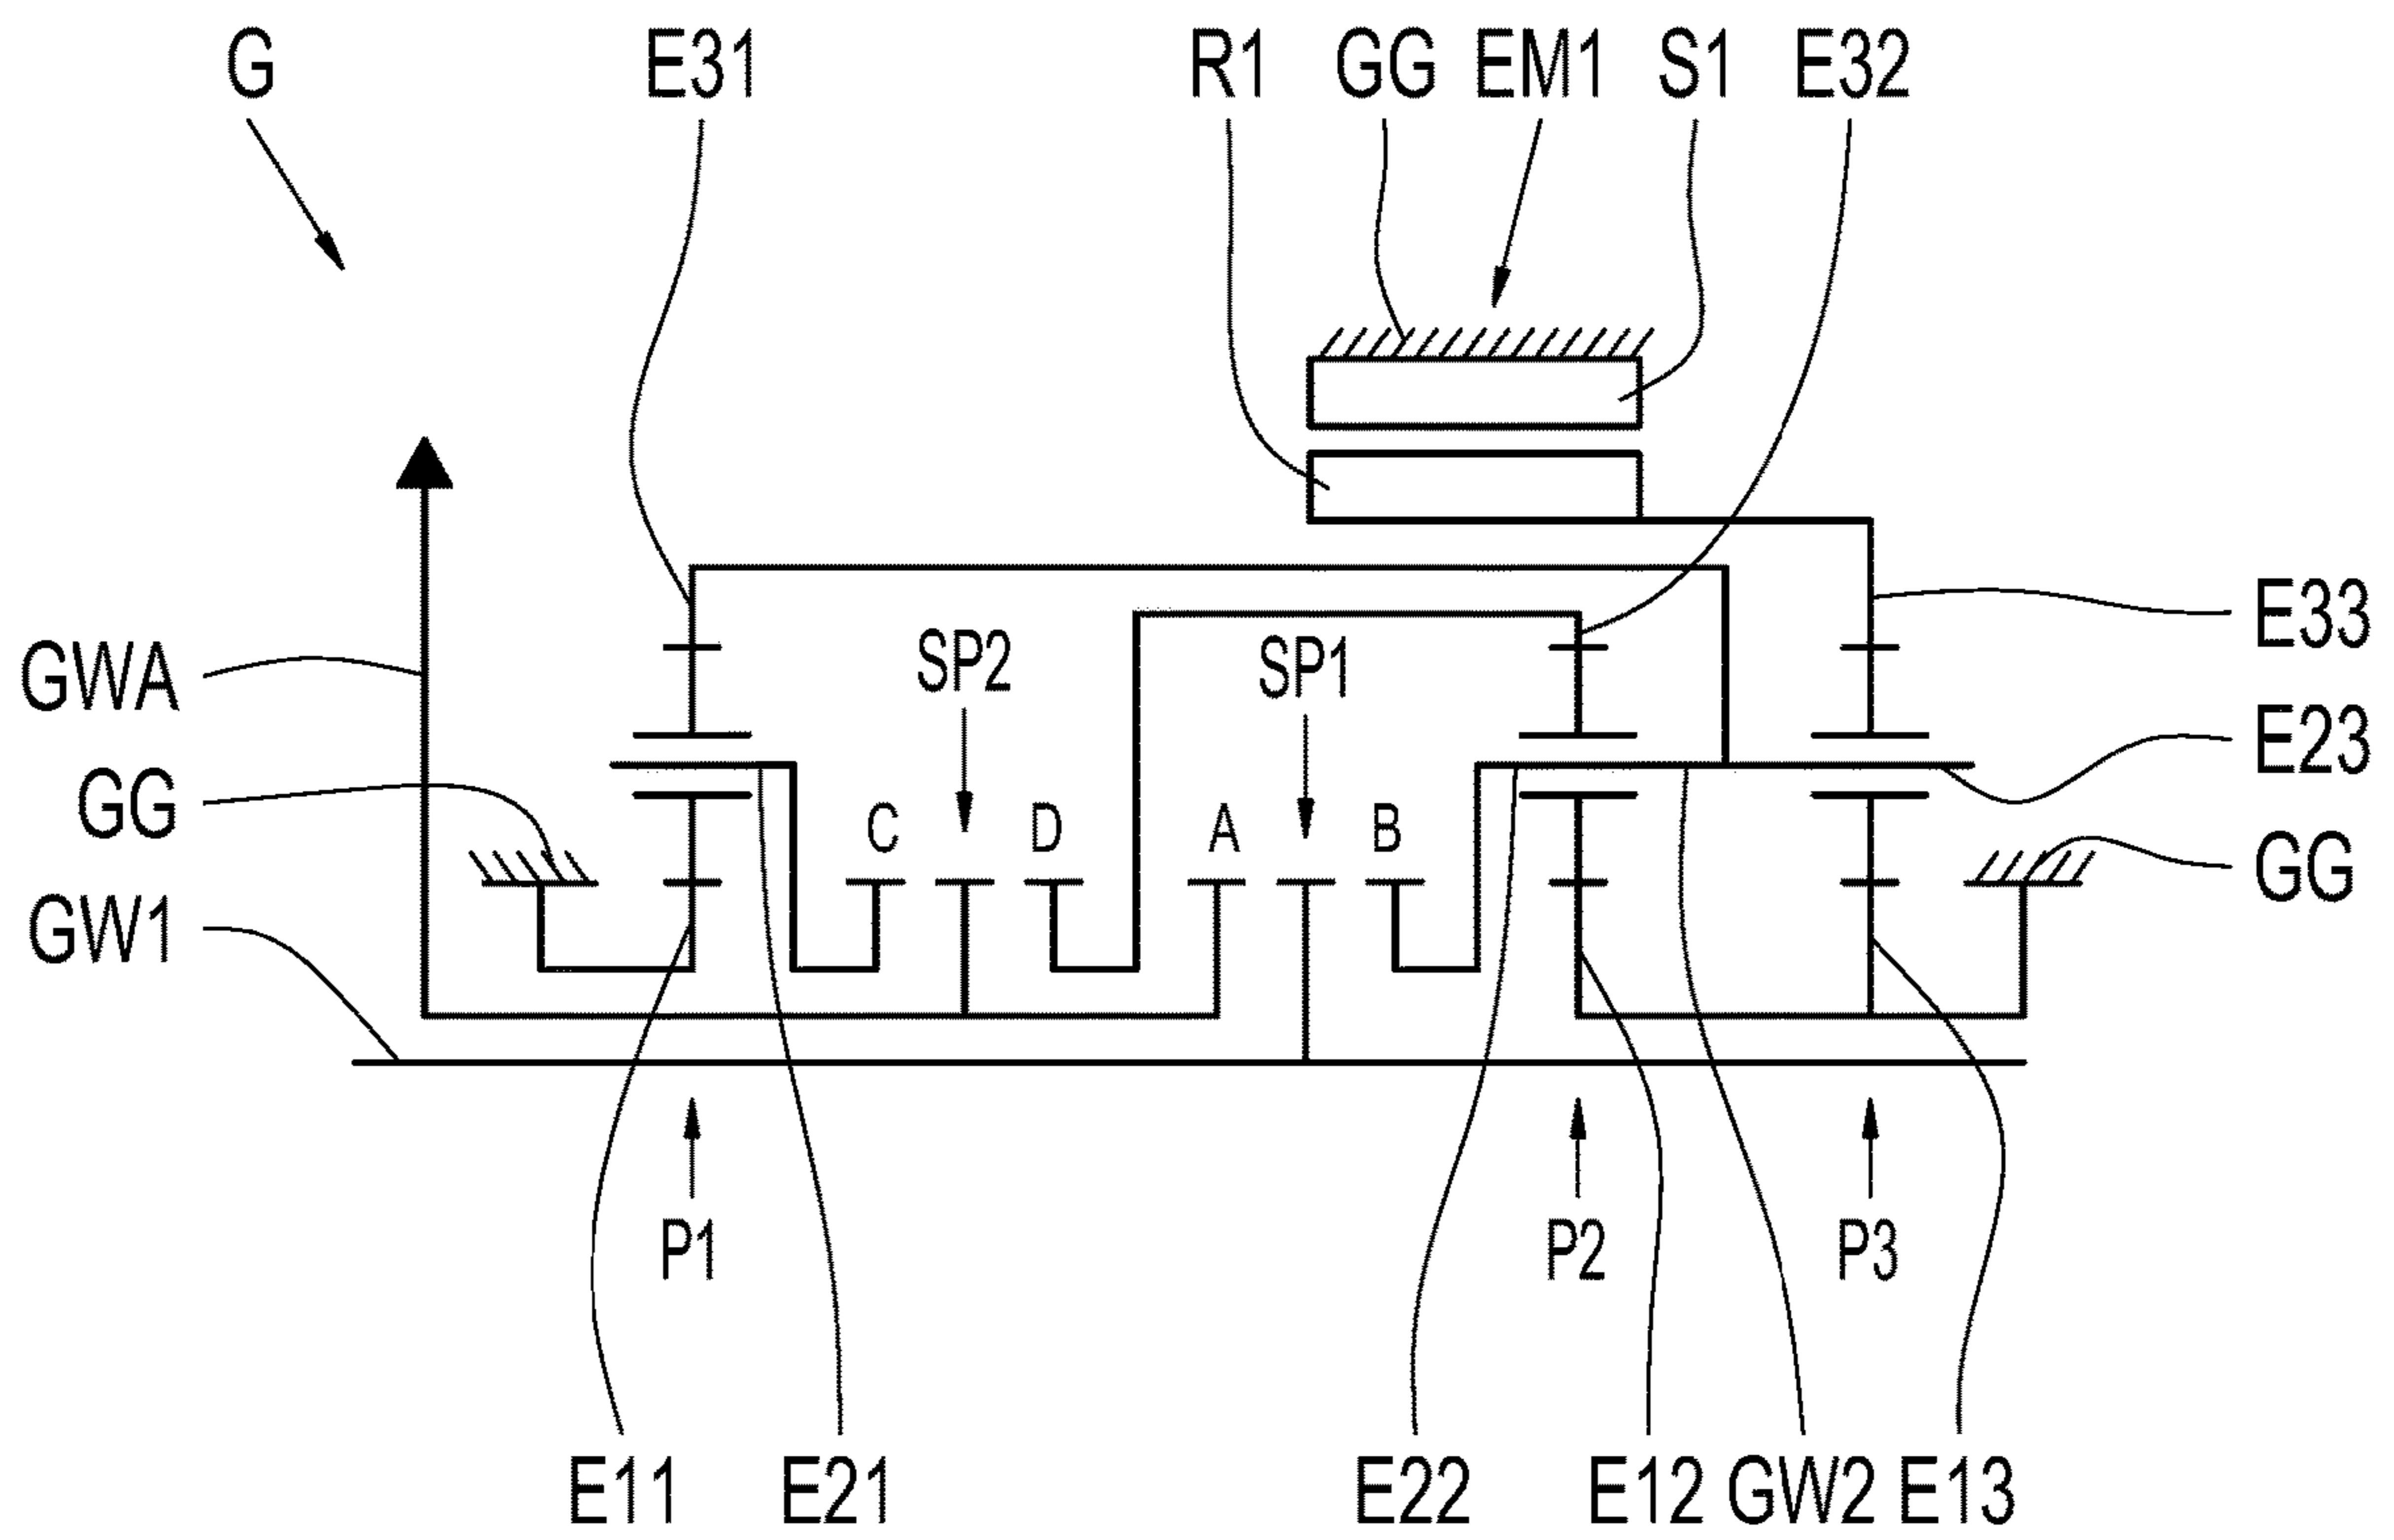 G E31 R1 GG EM1 S1 E32
E33
SP2 SP1
GWA
E23
GG
C D A B
GG
GW1
P1 P2 P3
E11 E21 E22 E12 GW2 E13